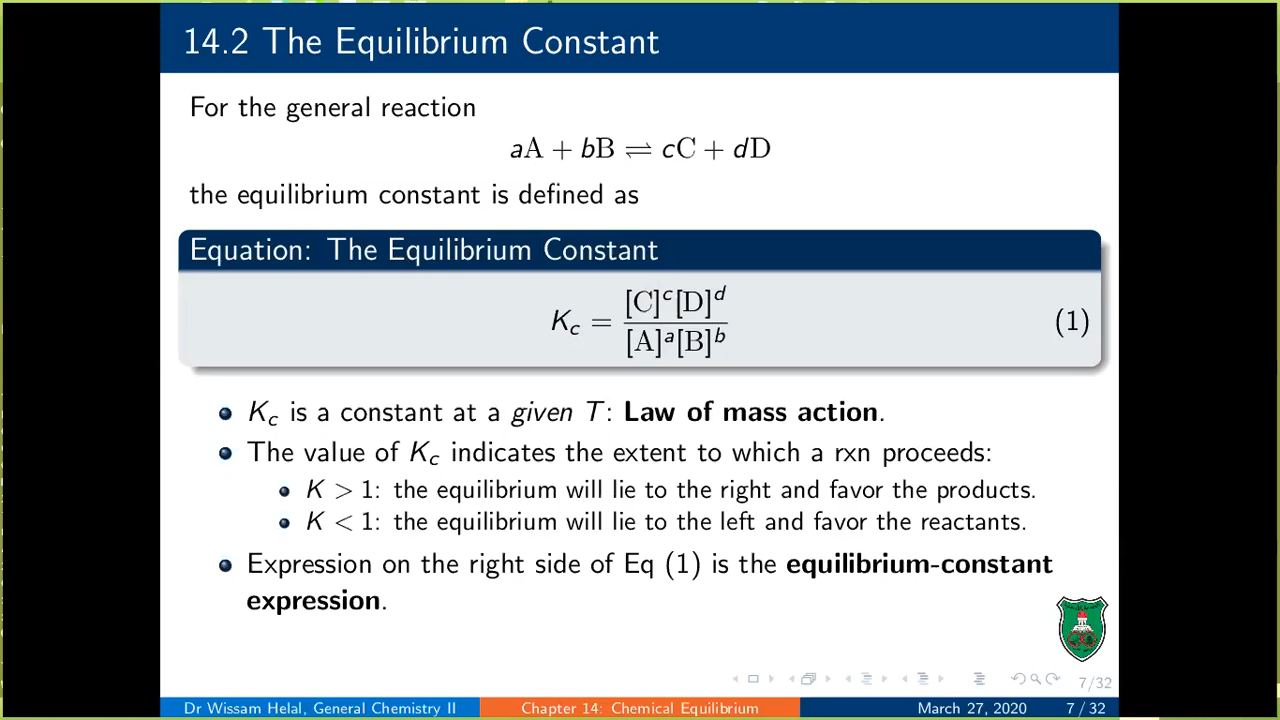 14.2 The Equilibrium Constant
For the general reaction
aA + bB ⇌ cC + dD
the equilibrium constant is defined as
Equation: The Equilibrium Constant
K_c = [C]^c[D]^d / [A]^a[B]^b (1)
K_c is a constant at a given T: Law of mass action.
The value of K_c indicates the extent to which a rxn proceeds:
K > 1: the equilibrium will lie to the right and favor the products.
K < 1: the equilibrium will lie to the left and favor the reactants.
Expression on the right side of Eq (1) is the equilibrium-constant
expression.
7/32
Dr Wissam Helal, General Chemistry II Chapter 14: Chemical Equilibrium March 27, 2020 7 / 32